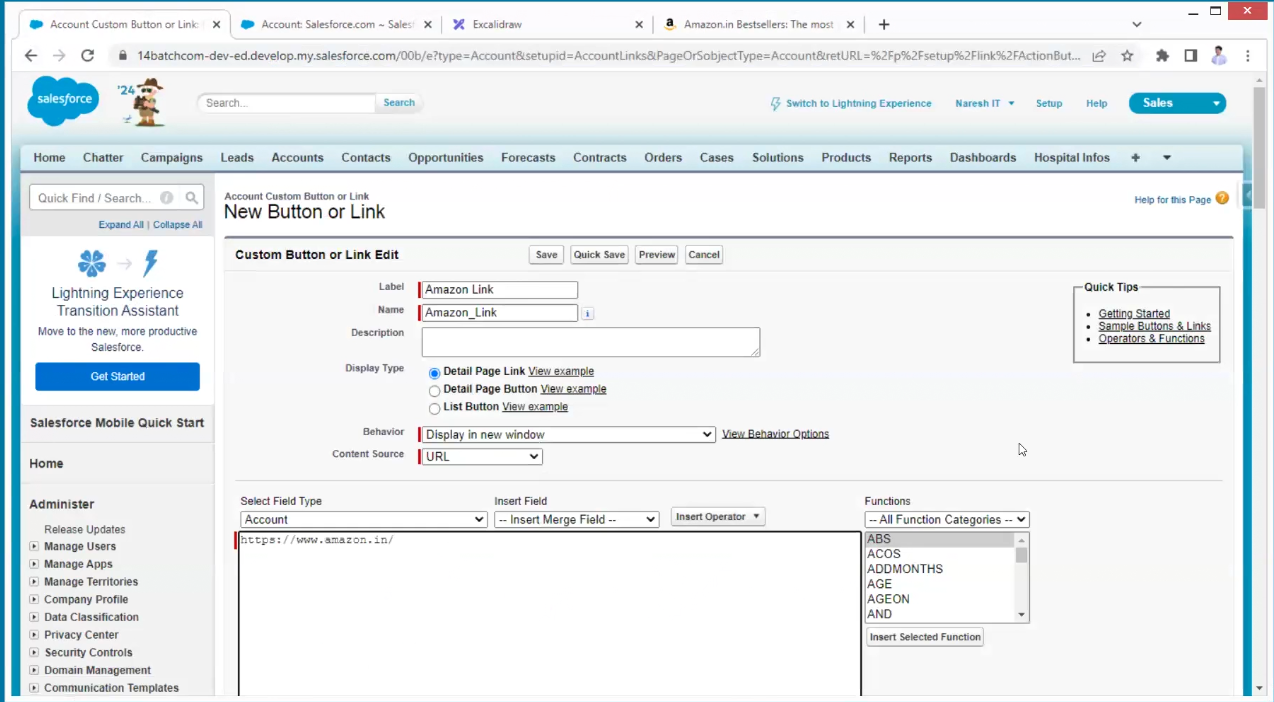 Account Custom Button or Link:
Account: Salesforce.com ~ Sales
Excalidraw
Amazon.in Bestsellers: The most
14batchcom-dev-ed.develop.my.salesforce.com/00b/e?type=Account&setupid=AccountLinks&PageOrSobjectType=Account&retURL=%2Fp%2Fsetup%2Flink%2FActionBut...
salesforce
'24
Search...
Search
Switch to Lightning Experience
Naresh IT
Setup
Help
Sales
Home Chatter Campaigns Leads Accounts Contacts Opportunities Forecasts Contracts Orders Cases Solutions Products Reports Dashboards Hospital Infos +
Quick Find / Search...
Expand All | Collapse All
Lightning Experience
Transition Assistant
Move to the new, more productive
Salesforce.
Get Started
Salesforce Mobile Quick Start
Home
Administer
Release Updates
Manage Users
Manage Apps
Manage Territories
Company Profile
Data Classification
Privacy Center
Security Controls
Domain Management
Communication Templates
Account Custom Button or Link
New Button or Link
Help for this Page
Custom Button or Link Edit
Save
Quick Save
Preview
Cancel
Label
Amazon Link
Name
Amazon_Link
Description
Display Type
Detail Page Link View example
Detail Page Button View example
List Button View example
Behavior
Display in new window
View Behavior Options
Content Source
URL
Quick Tips
Getting Started
Sample Buttons & Links
Operators & Functions
Select Field Type
Account
Insert Field
-- Insert Merge Field --
Insert Operator
https://www.amazon.in/
Functions
-- All Function Categories --
ABS
ACOS
ADDMONTHS
AGE
AGEON
AND
Insert Selected Function